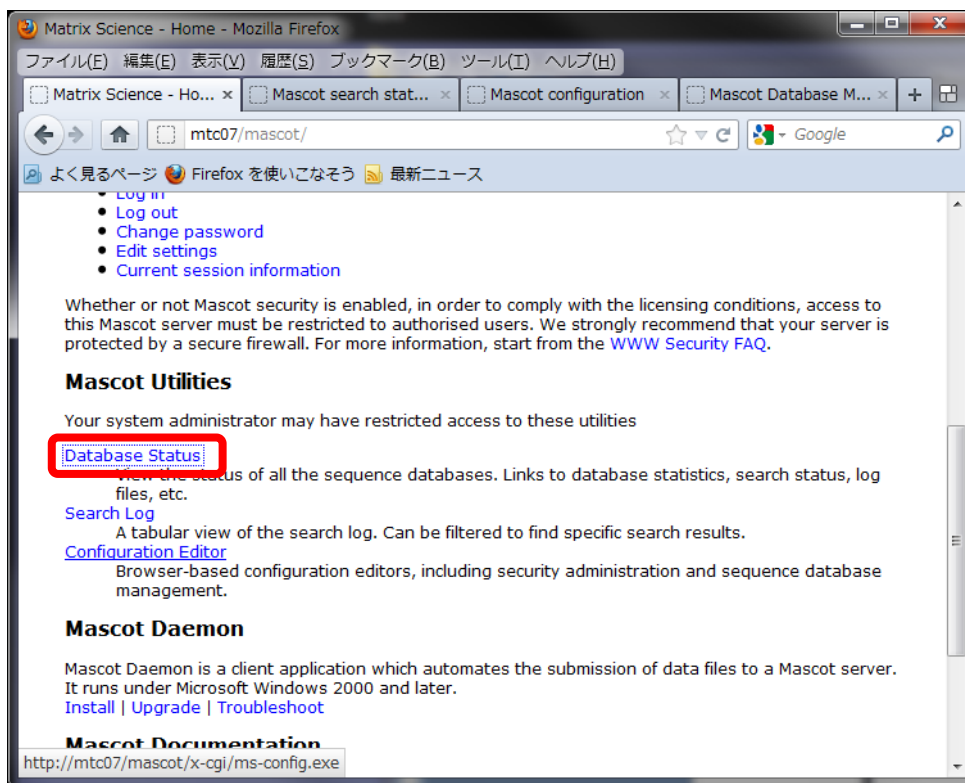 Matrix Science - Home - Mozilla Firefox
ファイル(F) 編集(E) 表示(V) 履歴(S) ブックマーク(B) ツール(T) ヘルプ(H)
Matrix Science - Ho... × Mascot search stat... × Mascot configuration × Mascot Database M... × +
mtc07/mascot/ Google
よく見るページ Firefox を使いこなそう 最新ニュース
Log in
• Log out
• Change password
• Edit settings
• Current session information
Whether or not Mascot security is enabled, in order to comply with the licensing conditions, access to
this Mascot server must be restricted to authorised users. We strongly recommend that your server is
protected by a secure firewall. For more information, start from the WWW Security FAQ.
Mascot Utilities
Your system administrator may have restricted access to these utilities
Database Status
View the status of all the sequence databases. Links to database statistics, search status, log
files, etc.
Search Log
A tabular view of the search log. Can be filtered to find specific search results.
Configuration Editor
Browser-based configuration editors, including security administration and sequence database
management.
Mascot Daemon
Mascot Daemon is a client application which automates the submission of data files to a Mascot server.
It runs under Microsoft Windows 2000 and later.
Install | Upgrade | Troubleshoot
Mascot Documentation
http://mtc07/mascot/x-cgi/ms-config.exe